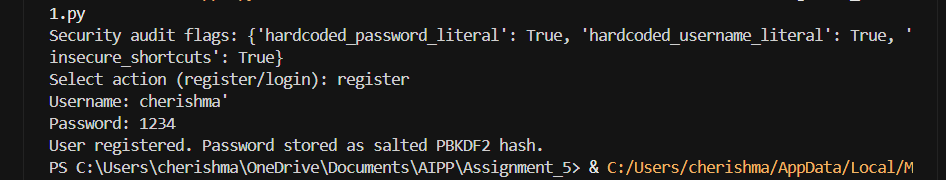 1.py
Security audit flags: {'hardcoded_password_literal': True, 'hardcoded_username_literal': True, '
insecure_shortcuts': True}
Select action (register/login): register
Username: cherishma'
Password: 1234
User registered. Password stored as salted PBKDF2 hash.
PS C:\Users\cherishma\OneDrive\Documents\AIPP\Assignment_5> & C:/Users/cherishma/AppData/Local/M